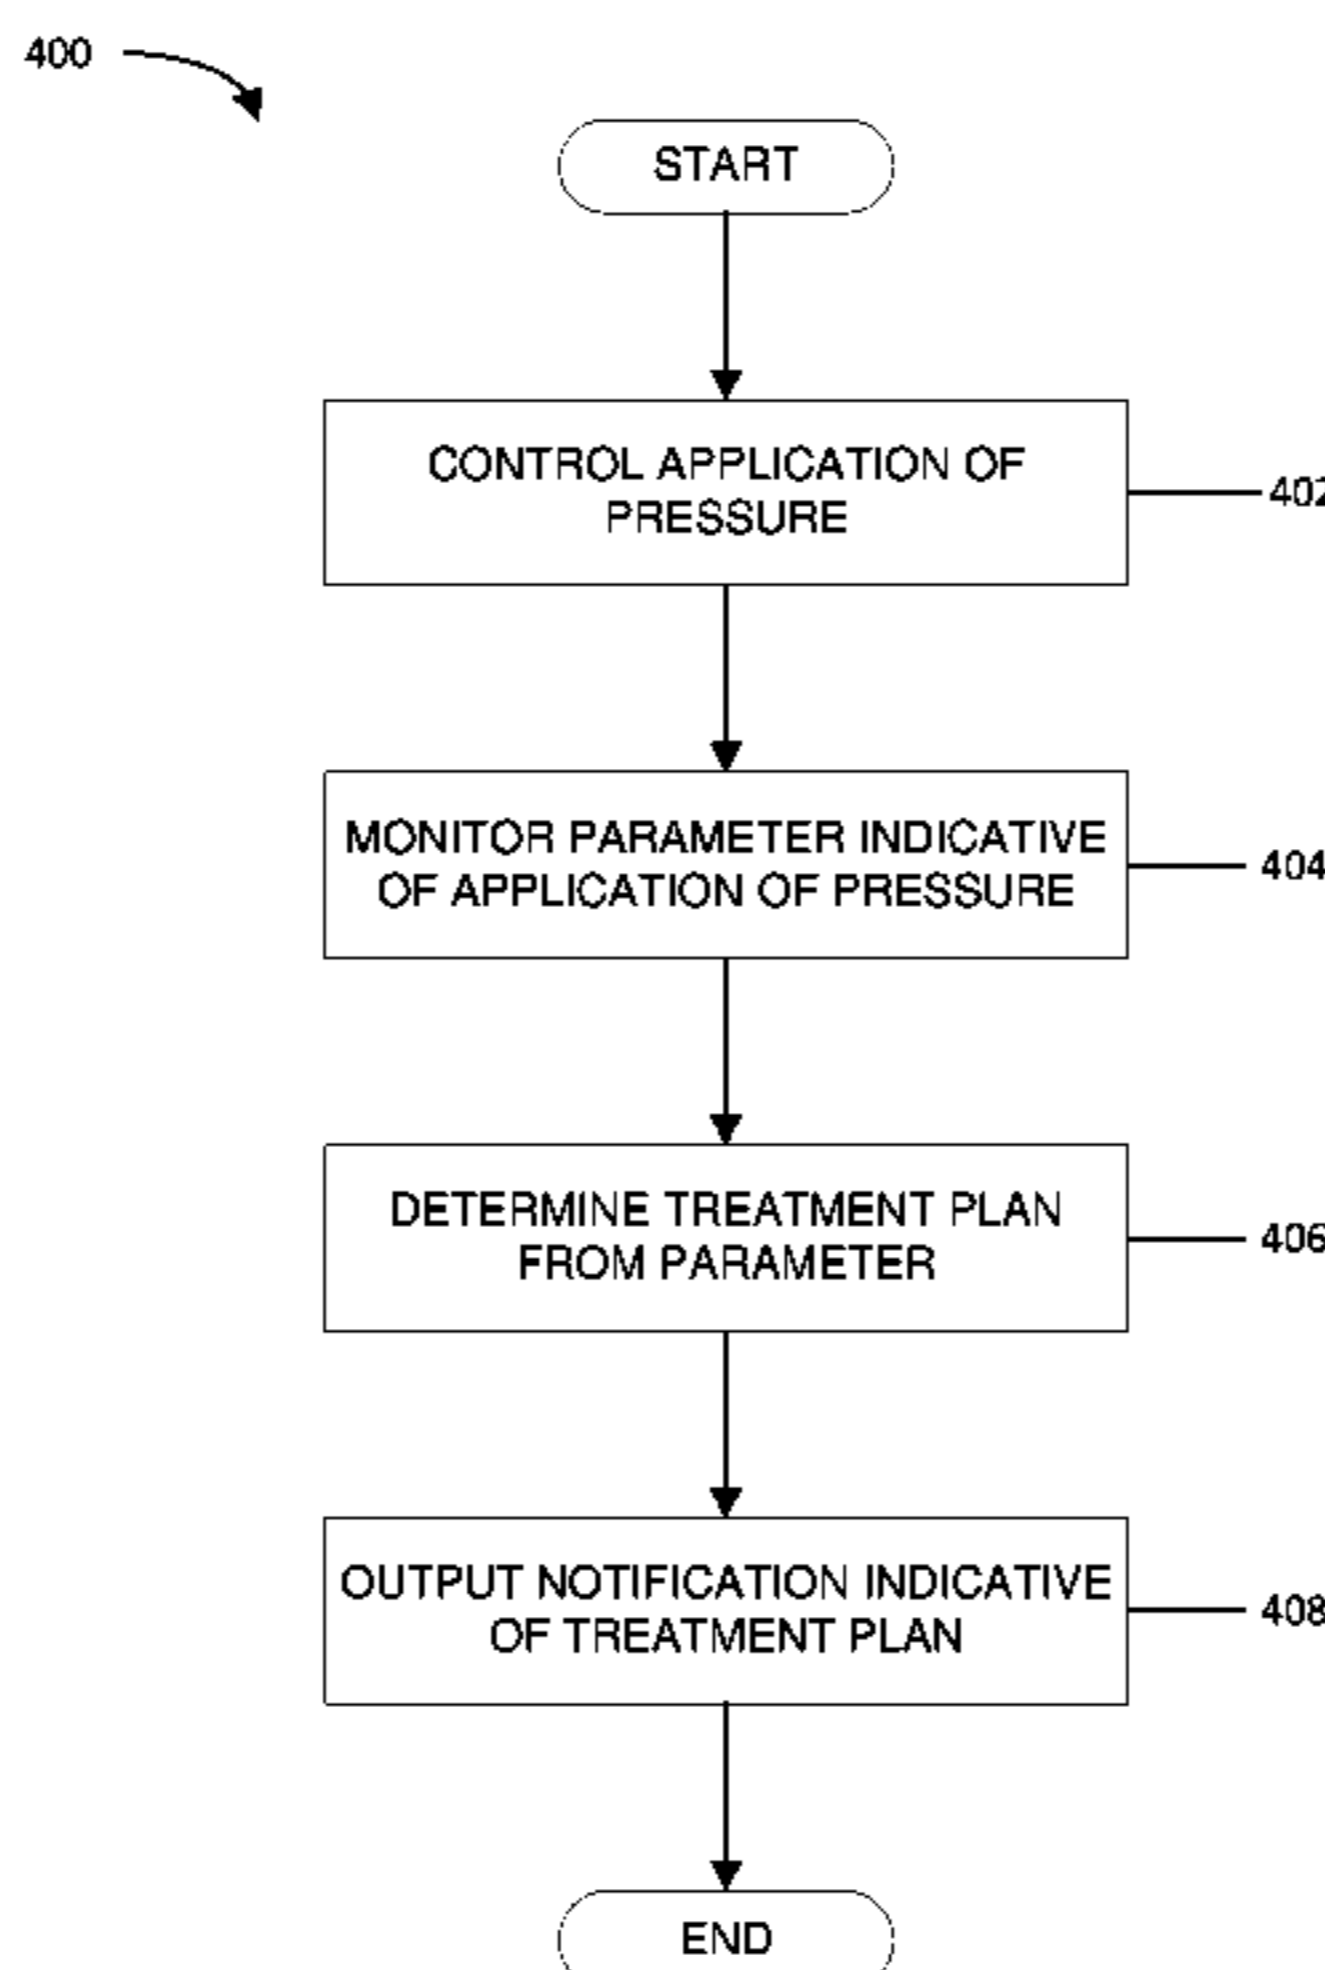 400
START
CONTROL APPLICATION OF
PRESSURE
402
MONITOR PARAMETER INDICATIVE
OF APPLICATION OF PRESSURE
404
DETERMINE TREATMENT PLAN
FROM PARAMETER
406
OUTPUT NOTIFICATION INDICATIVE
OF TREATMENT PLAN
408
END